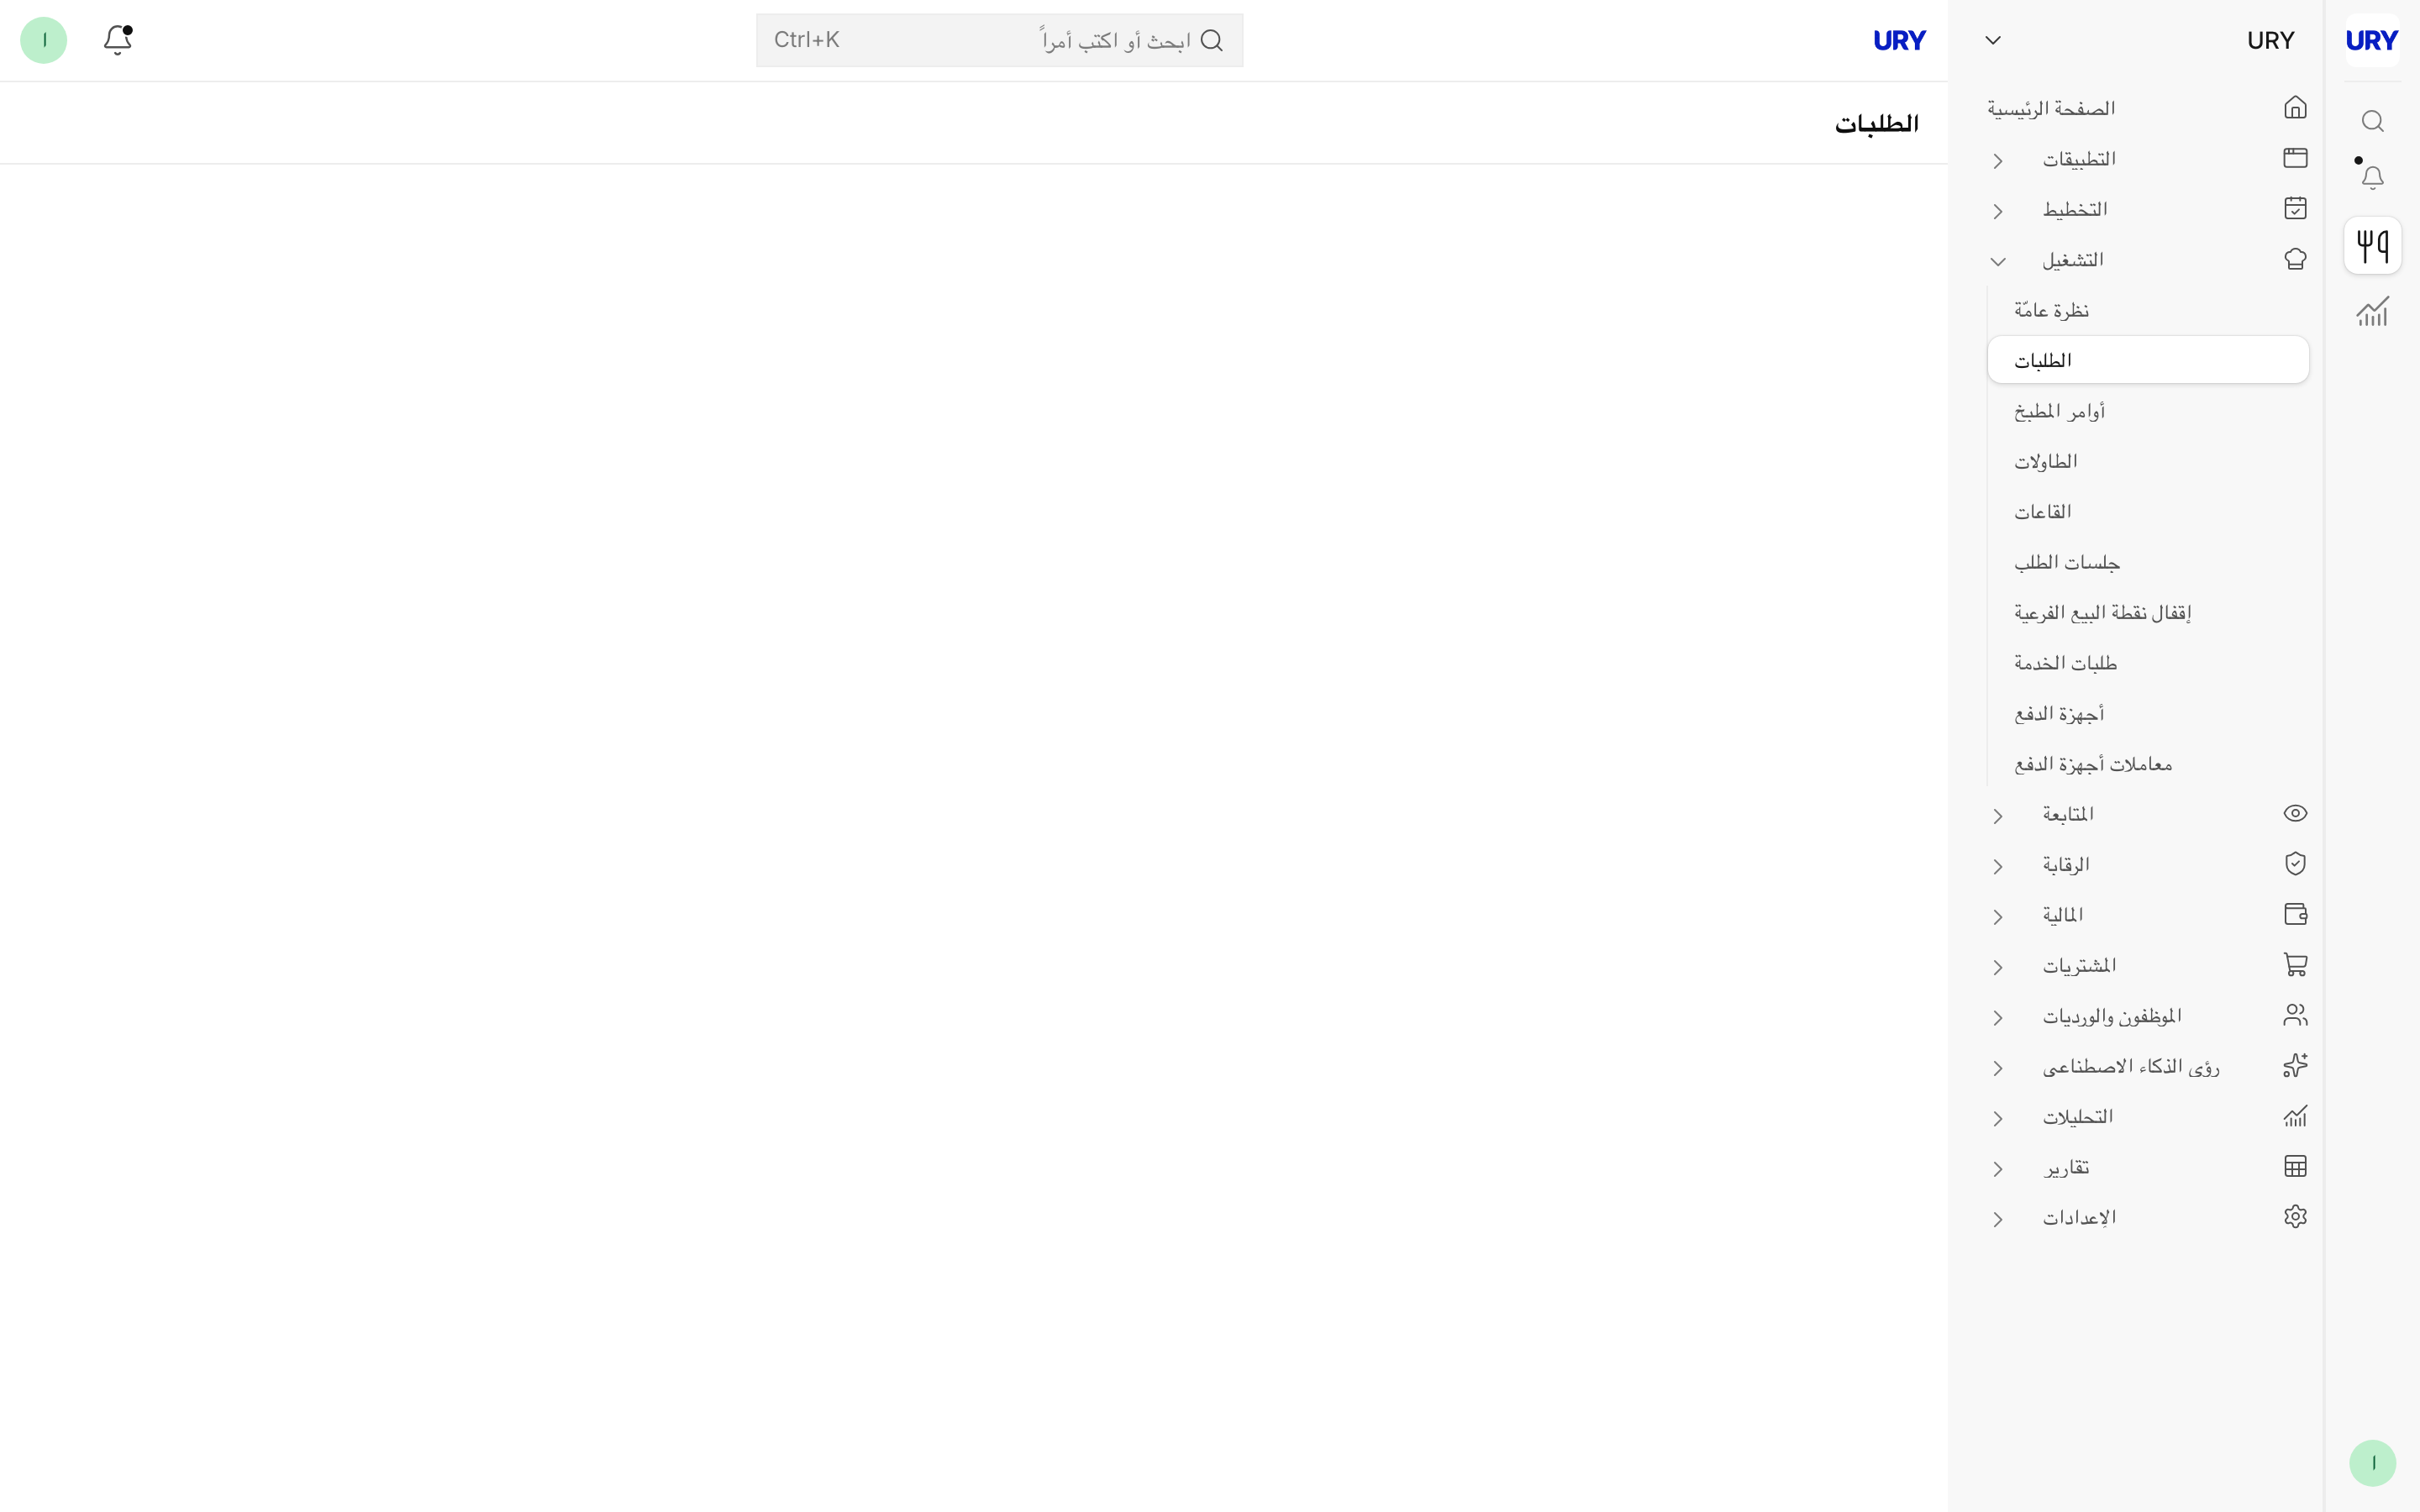 URY
URY
URY
ابحث أو اكتب أمراً
Ctrl+K
ا
الطلبات
الصفحة الرئيسية
التطبيقات
التخطيط
التشغيل
نظرة عامّة
الطلبات
أوامر المطبخ
الطاولات
القاعات
جلسات الطلب
إقفال نقطة البيع الفرعية
طلبات الخدمة
أجهزة الدفع
معاملات أجهزة الدفع
المتابعة
الرقابة
المالية
المشتريات
الموظفون والورديات
رؤى الذكاء الاصطناعي
التحليلات
تقارير
الإعدادات
ا